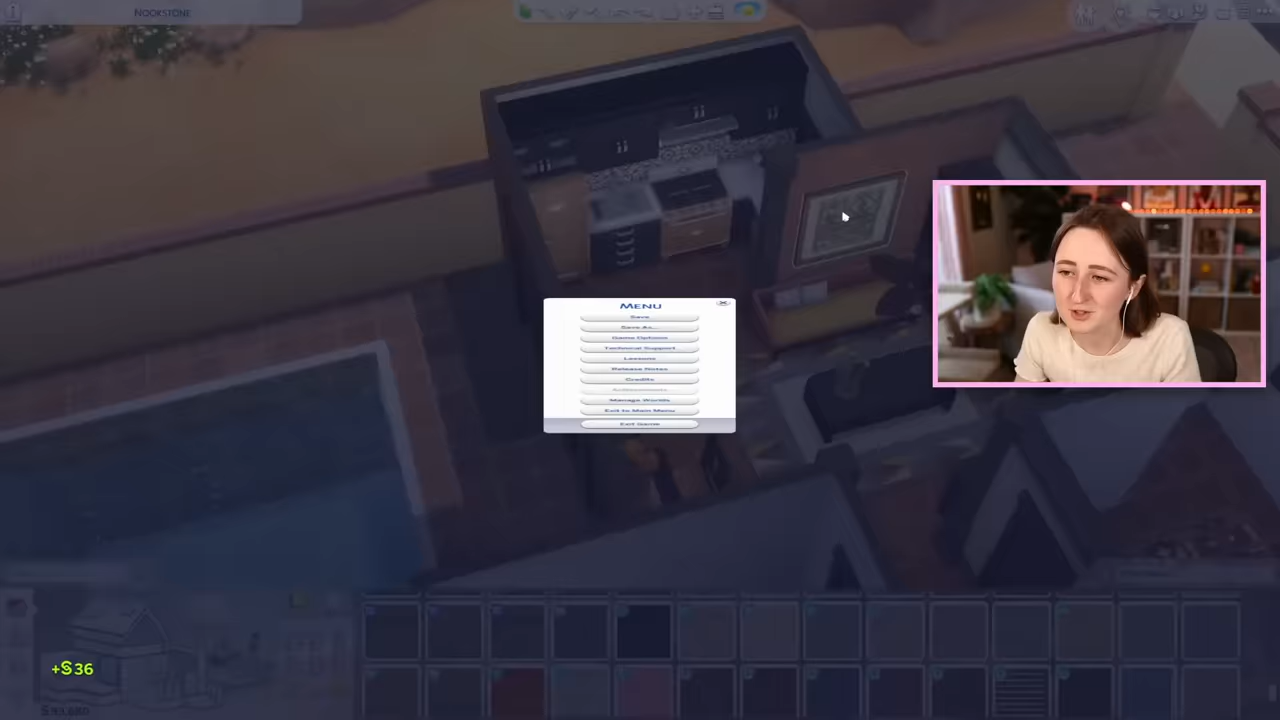 Nookstone
Menu
Save
Save As...
Game Options
Technical Support
Lessons
Release Notes
Credits
Manage Worlds
Exit to Main Menu
Exit Game
+§36